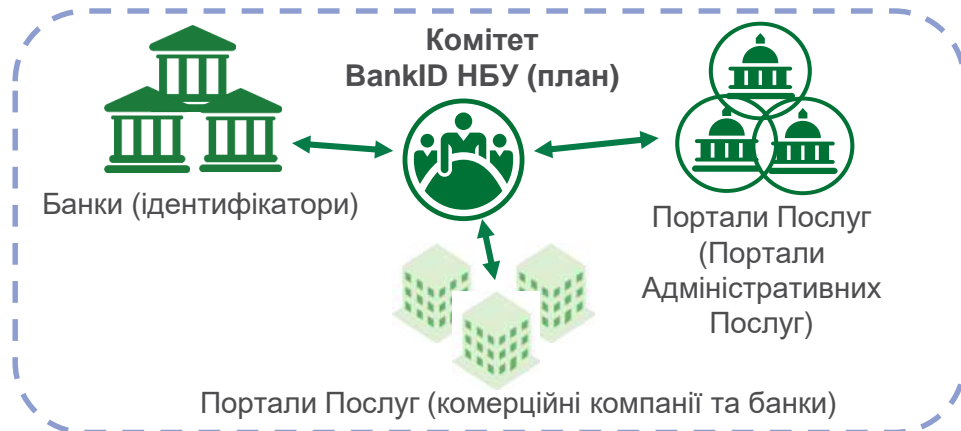 Комітет
BankID НБУ (план)
Банки (ідентифікатори)
Портали Послуг
(Портали
Адміністративних
Послуг)
Портали Послуг (комерційні компанії та банки)